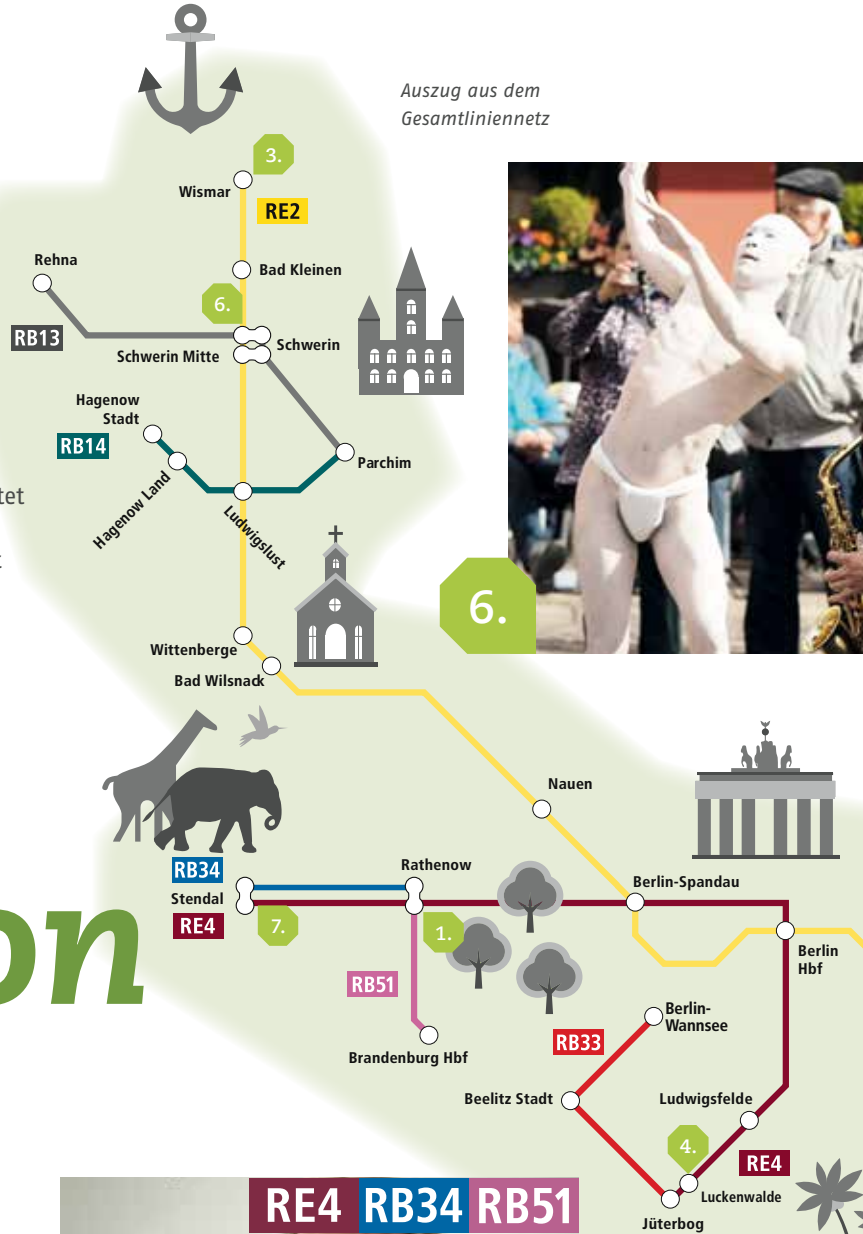 Auszug aus dem
Gesamtliniennetz
3.
Wismar
RE2
Rehna
Bad Kleinen
6.
RB13
Schwerin
Schwerin Mitte
Hagenow
Stadt
RB14
Parchim
Hagenow Land
Ludwigslust
tet
t
6.
Wittenberge
Bad Wilsnack
Nauen
RB34
Rathenow
Stendal
Berlin-Spandau
RE4
7.
1.
on
Berlin
Hbf
RB51
Berlin-
Wannsee
RB33
Brandenburg Hbf
Beelitz Stadt
Ludwigsfelde
4.
RE4
Luckenwalde
Jüterbog
RE4 RB34 RB51